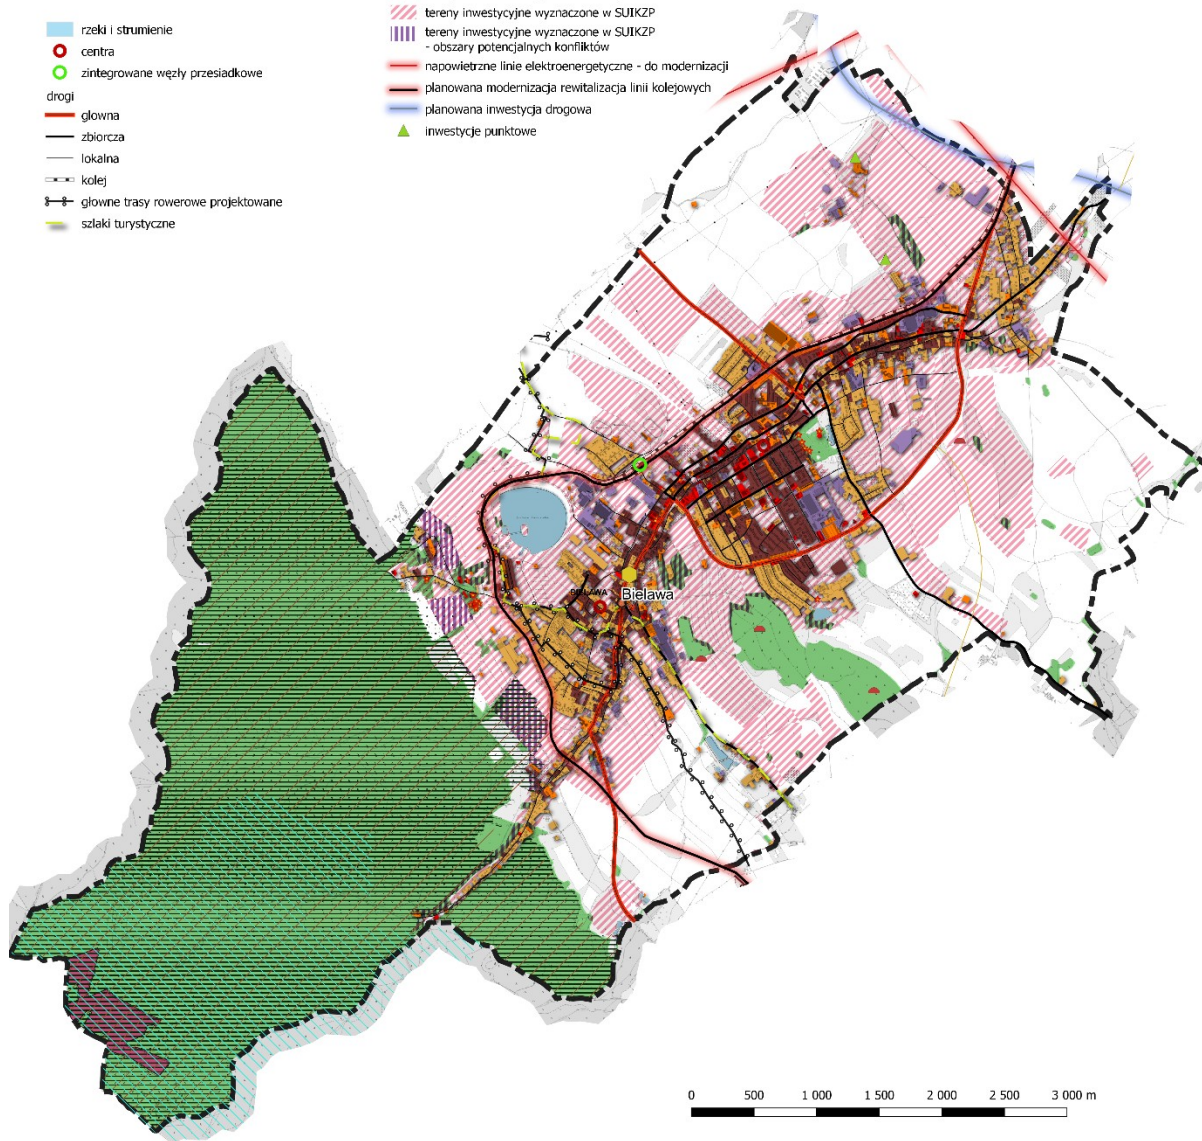 rzeki i strumienie
centra
zintegrowane węzły przesiadkowe
drogi
glowna
zbiorcza
lokalna
kolej
głowne trasy rowerowe projektowane
szlaki turystyczne
tereny inwestycyjne wyznaczone w SUIKZP
tereny inwestycyjne wyznaczone w SUIKZP
- obszary potencjalnych konfliktów
napowietrzne linie elektroenergetyczne - do modernizacji
planowana modernizacja rewitalizacja linii kolejowych
planowana inwestycja drogowa
inwestycje punktowe
BIELAWA
Bielawa
0 500 1 000 1 500 2 000 2 500 3 000 m